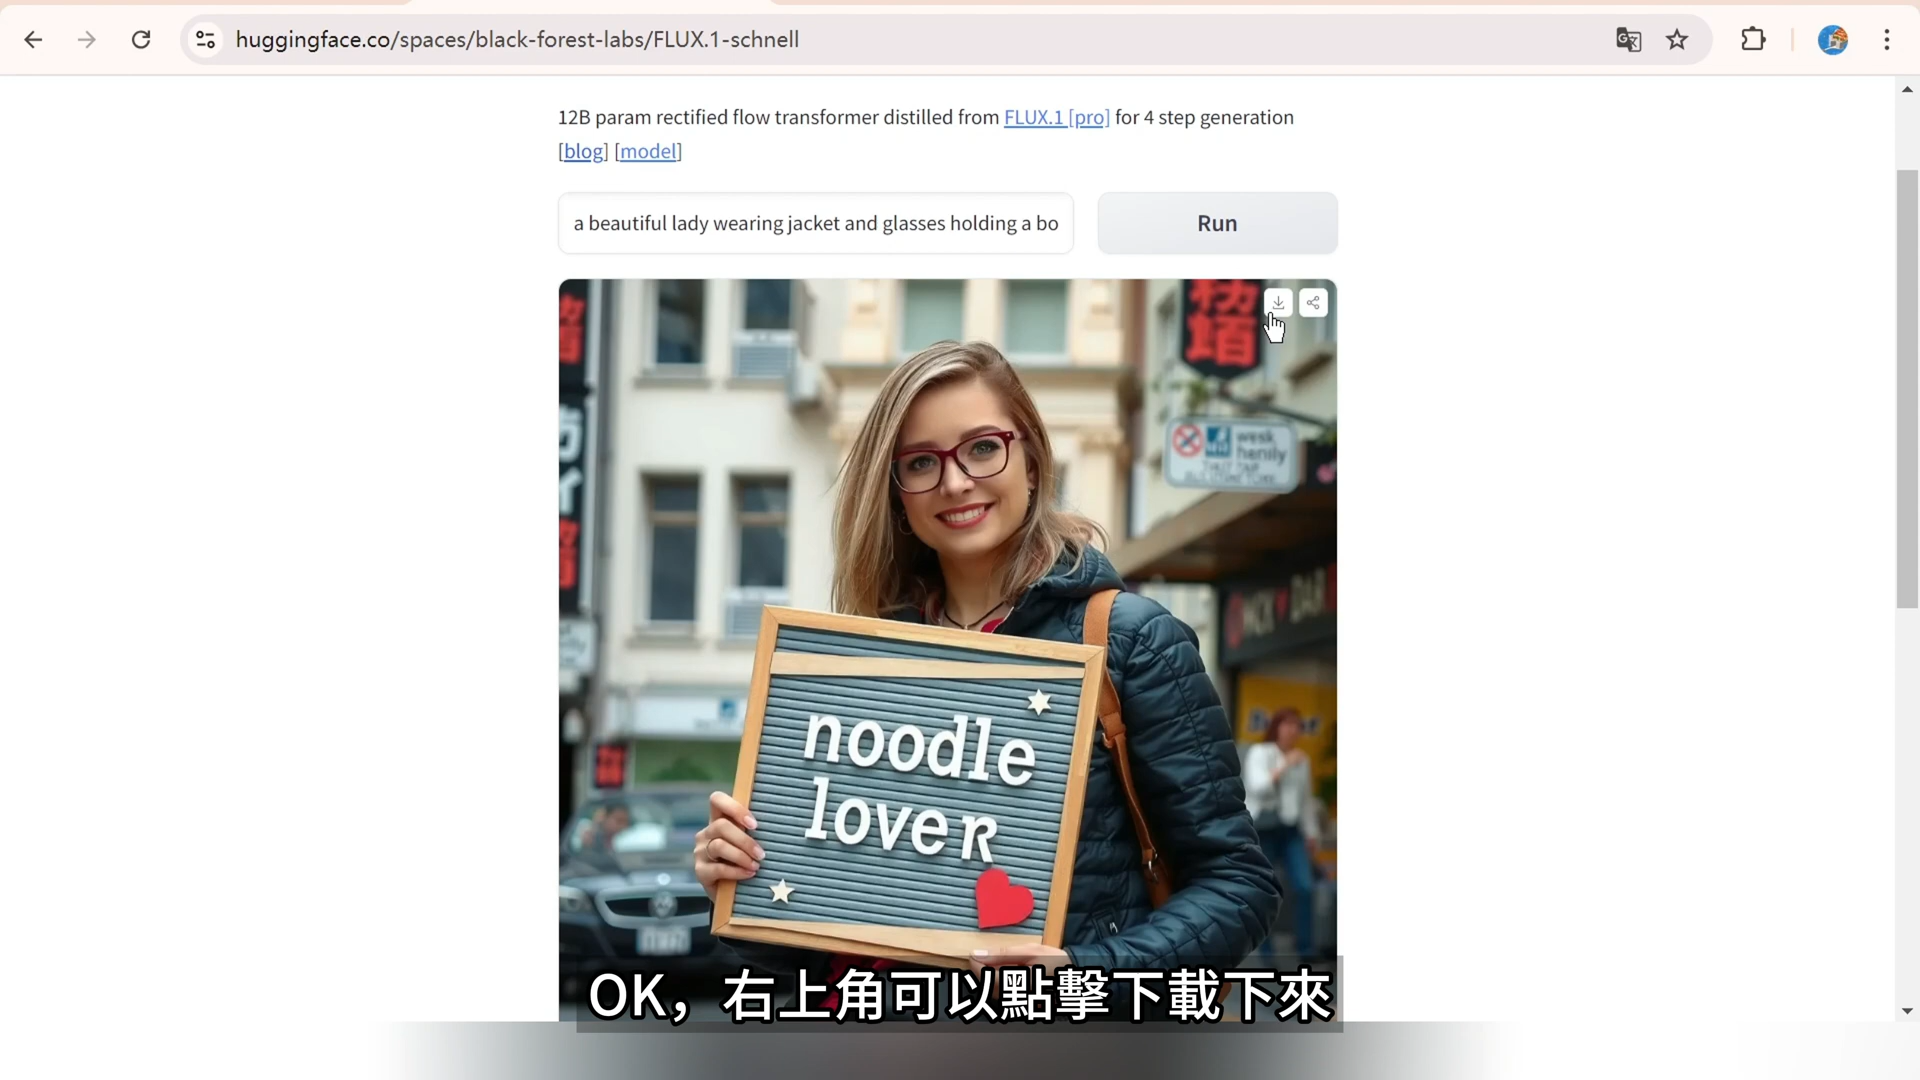 huggingface.co/spaces/black-forest-labs/FLUX.1-schnell
12B param rectified flow transformer distilled from FLUX.1 [pro] for 4 step generation
[blog] [model]
a beautiful lady wearing jacket and glasses holding a bo
Run
noodle
lover
OK，右上角可以點擊下載下來